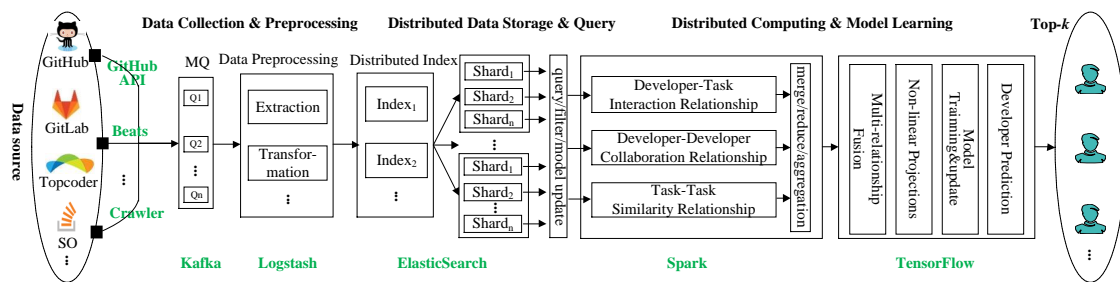 Data Collection & Preprocessing
Distributed Data Storage & Query
Distributed Computing & Model Learning
Top-k
Data source
GitHub
GitLab
Topcoder
SO
...
GitHub
API
Beats
...
Crawler
MQ
Q1
Q2
...
Qn
Kafka
Data Preprocessing
Extraction
Transfor-
mation
...
Logstash
Distributed Index
Index1
Index2
...
Shard1
Shard2
...
Shardn
Shard1
Shard2
...
Shardn
ElasticSearch
query/filter/model update
Developer-Task
Interaction Relationship
Developer-Developer
Collaboration Relationship
Task-Task
Similarity Relationship
merge/reduce/aggregation
Spark
Multi-relationship
Fusion
Non-linear Projections
Model
Trainning&update
Developer Prediction
TensorFlow
...